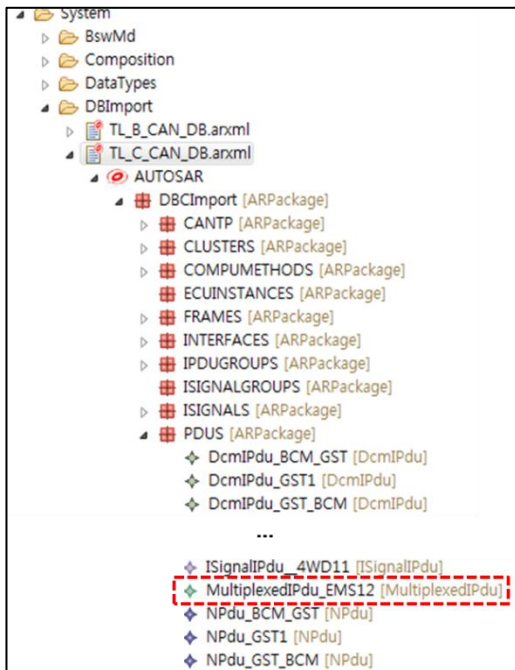 System
BswMd
Composition
DataTypes
DBImport
TL_B_CAN_DB.arxml
TL_C_CAN_DB.arxml
AUTOSAR
DBCImport [ARPackage]
CANTP [ARPackage]
CLUSTERS [ARPackage]
COMPUMETHODS [ARPackage]
ECUINSTANCES [ARPackage]
FRAMES [ARPackage]
INTERFACES [ARPackage]
IPDUGROUPS [ARPackage]
ISIGNALGROUPS [ARPackage]
ISIGNALS [ARPackage]
PDUS [ARPackage]
DcmIPdu_BCM_GST [DcmIPdu]
DcmIPdu_GST1 [DcmIPdu]
DcmIPdu_GST_BCM [DcmIPdu]
...
ISignalIPdu__4WD11 [ISignalIPdu]
MultiplexedIPdu_EMS12 [MultiplexedIPdu]
NPdu_BCM_GST [NPdu]
NPdu_GST1 [NPdu]
NPdu_GST_BCM [NPdu]